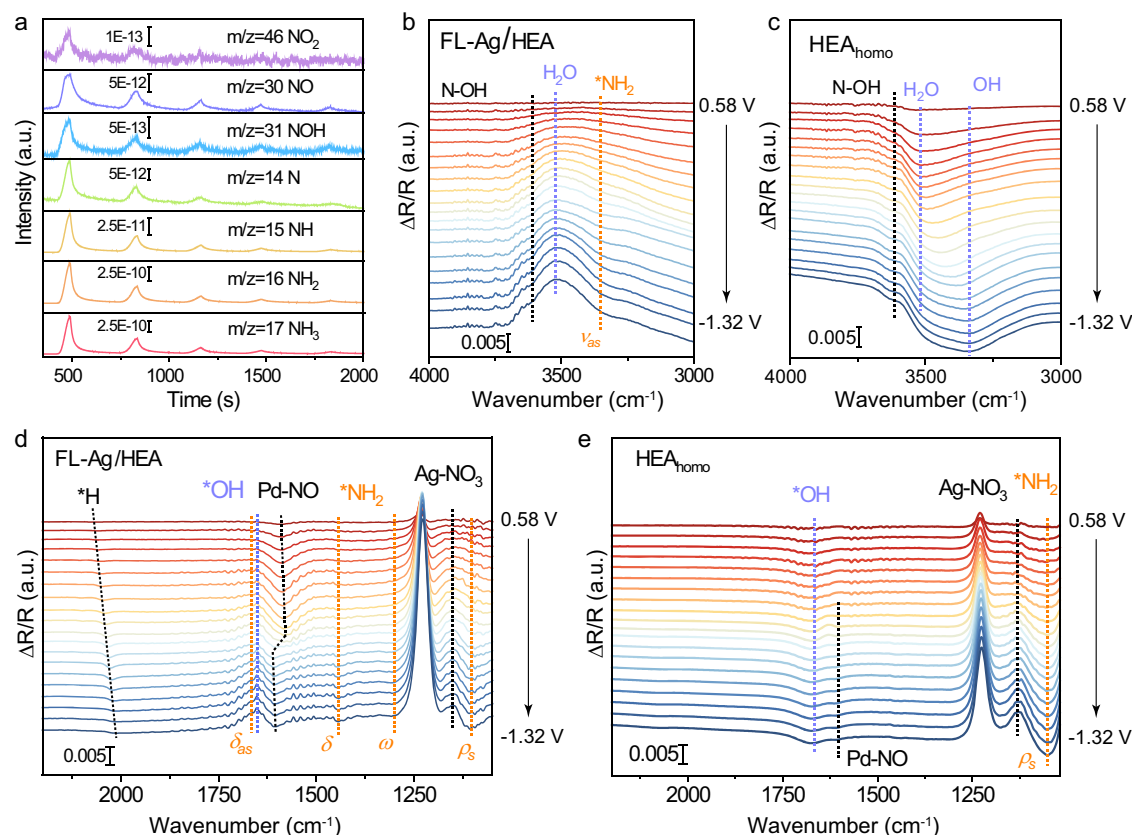 a
1E-13
m/z=46 NO₂
5E-12
m/z=30 NO
5E-13
m/z=31 NOH
5E-12
m/z=14 N
2.5E-11
m/z=15 NH
2.5E-10
m/z=16 NH₂
2.5E-10
m/z=17 NH₃
Intensity (a.u.)
500 1000 1500 2000
Time (s)
b
FL-Ag/HEA
N-OH
H₂O
*NH₂
0.58 V
-1.32 V
ΔR/R (a.u.)
0.005
νas
4000 3500 3000
Wavenumber (cm⁻¹)
c
HEAhomo
N-OH
H₂O
OH
0.58 V
-1.32 V
ΔR/R (a.u.)
0.005
4000 3500 3000
Wavenumber (cm⁻¹)
d
FL-Ag/HEA
*H
*OH
Pd-NO
*NH₂
Ag-NO₃
0.58 V
-1.32 V
ΔR/R (a.u.)
0.005
δas
δ
ω
ρs
2000 1750 1500 1250
Wavenumber (cm⁻¹)
e
HEAhomo
*OH
Ag-NO₃
*NH₂
0.58 V
-1.32 V
ΔR/R (a.u.)
0.005
Pd-NO
ρs
2000 1750 1500 1250
Wavenumber (cm⁻¹)